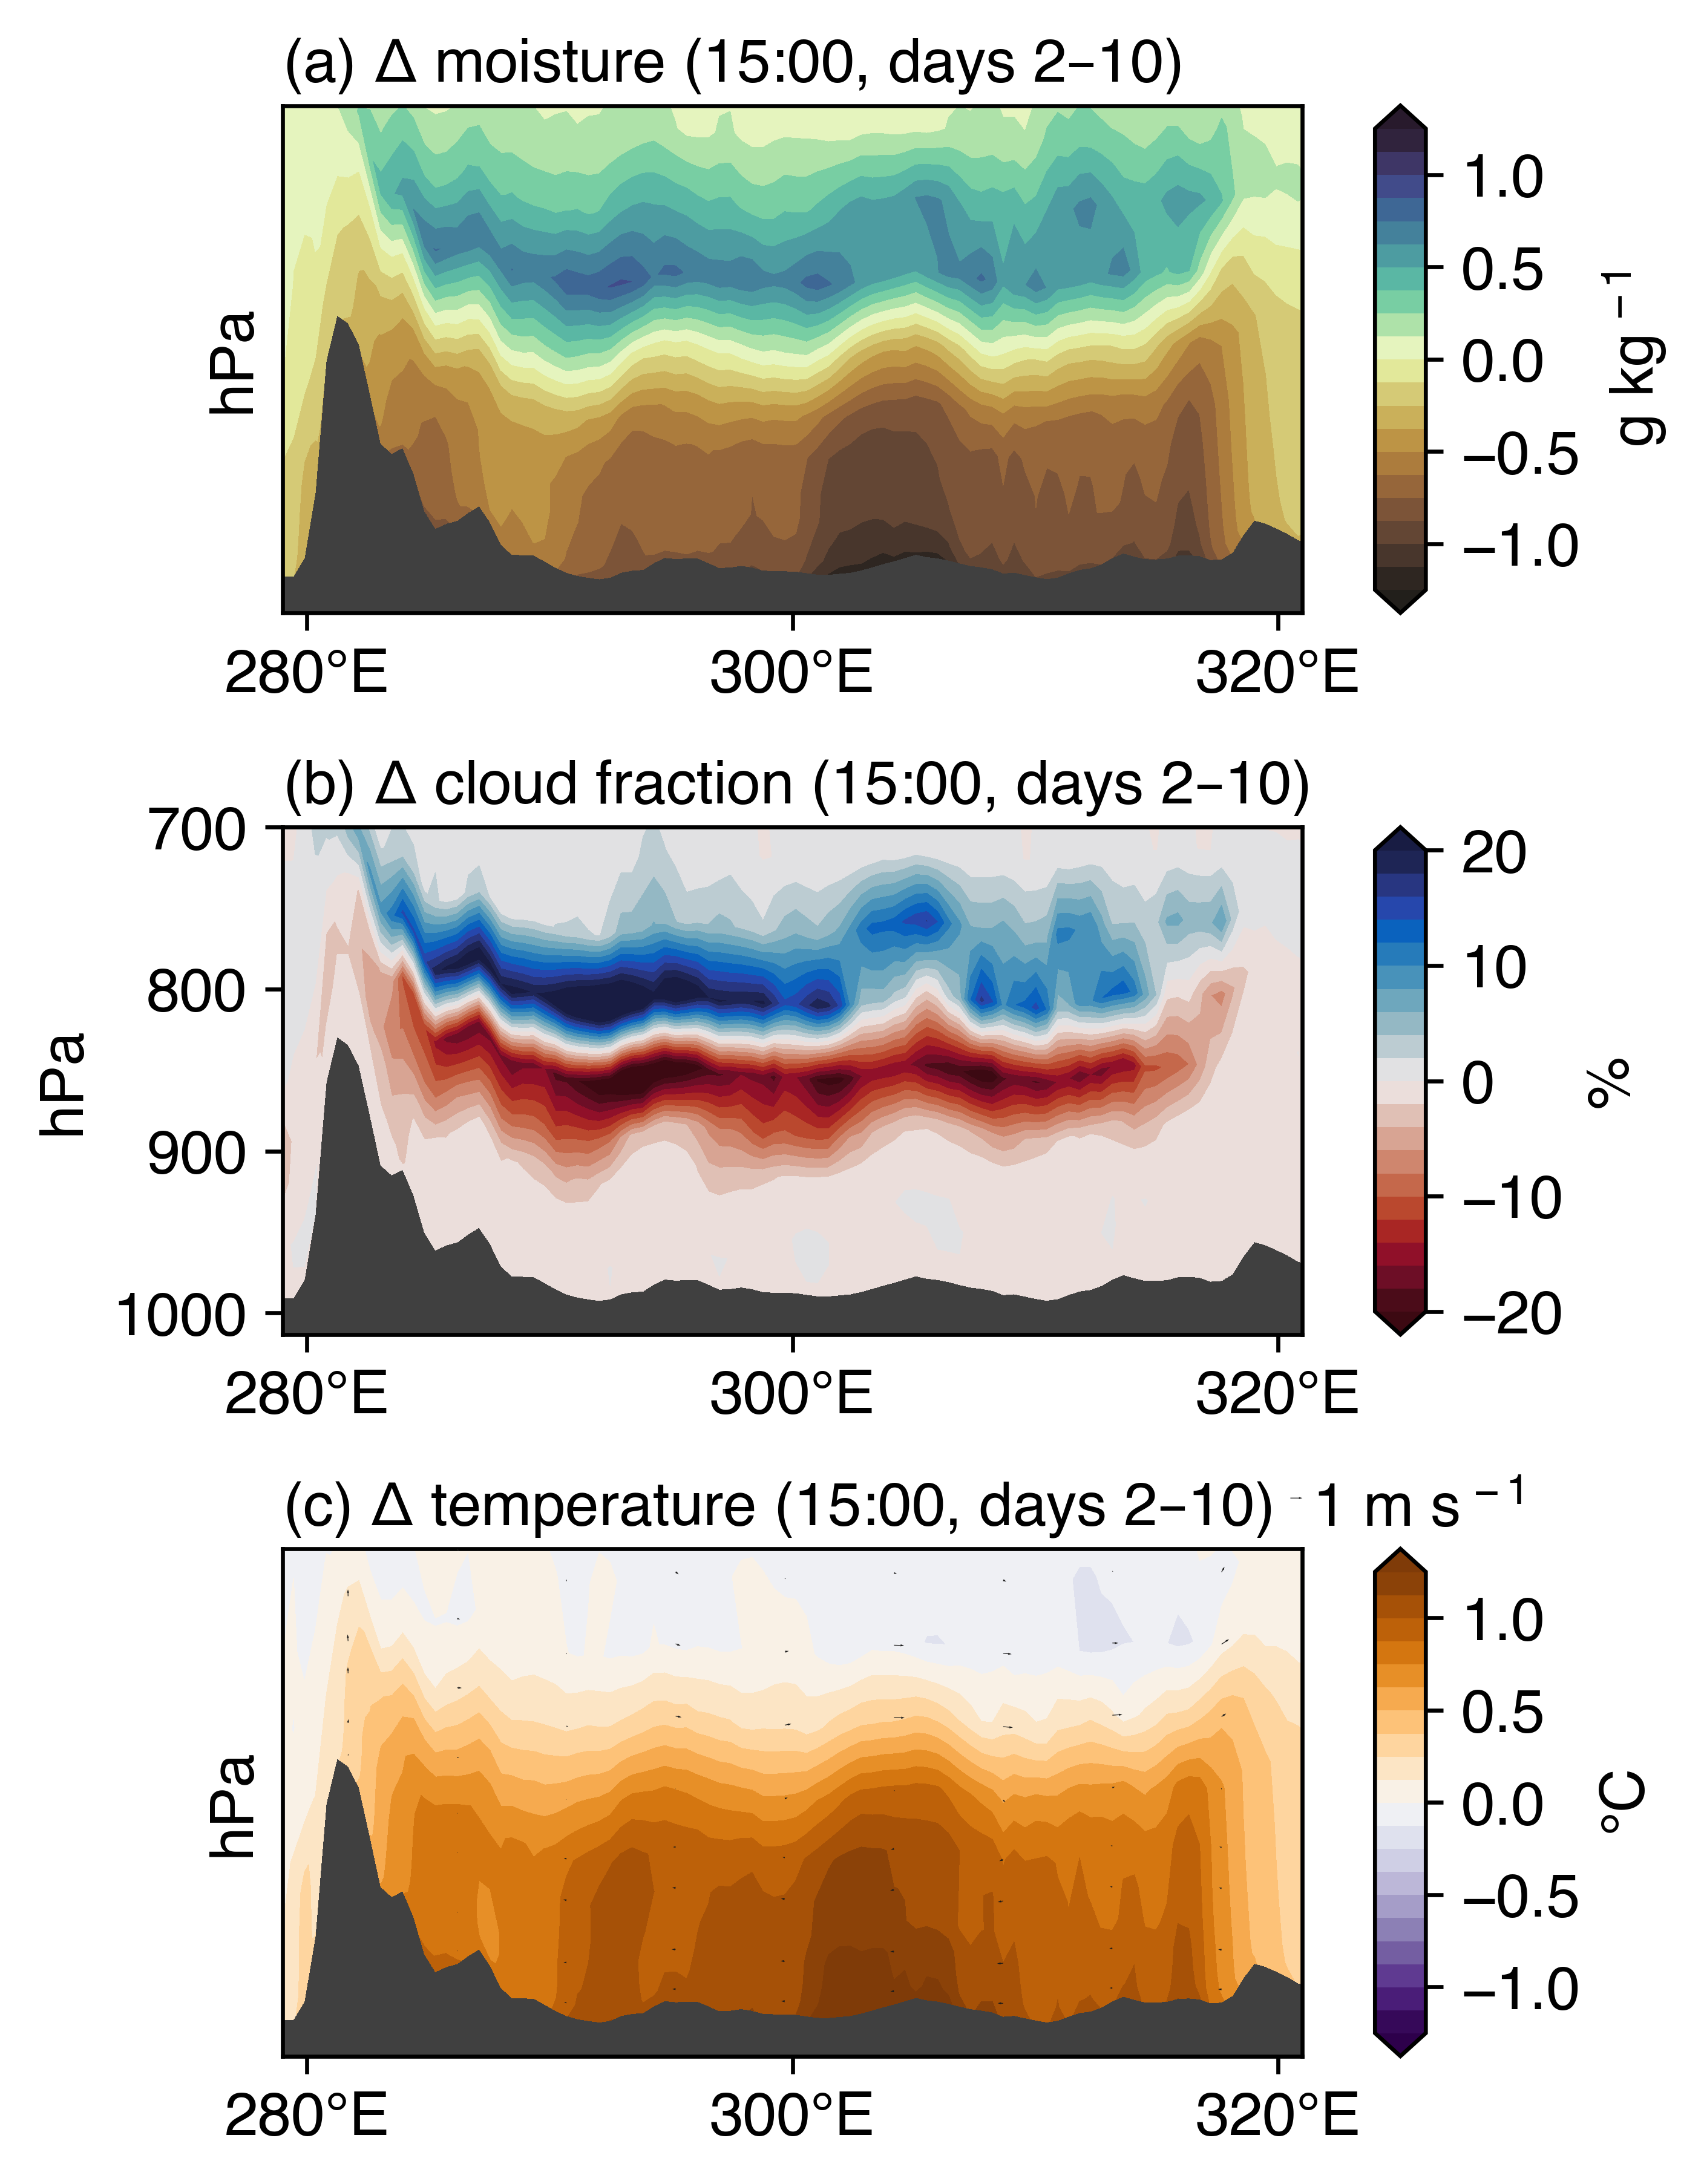 (a) Δ moisture (15:00, days 2–10)
hPa
280°E 300°E 320°E
1.0
0.5
0.0
−0.5
−1.0
g kg −1
(b) Δ cloud fraction (15:00, days 2–10)
700
800
900
1000
hPa
280°E 300°E 320°E
20
10
0
−10
−20
%
(c) Δ temperature (15:00, days 2–10) 1 m s −1
hPa
280°E 300°E 320°E
1.0
0.5
0.0
−0.5
−1.0
°C